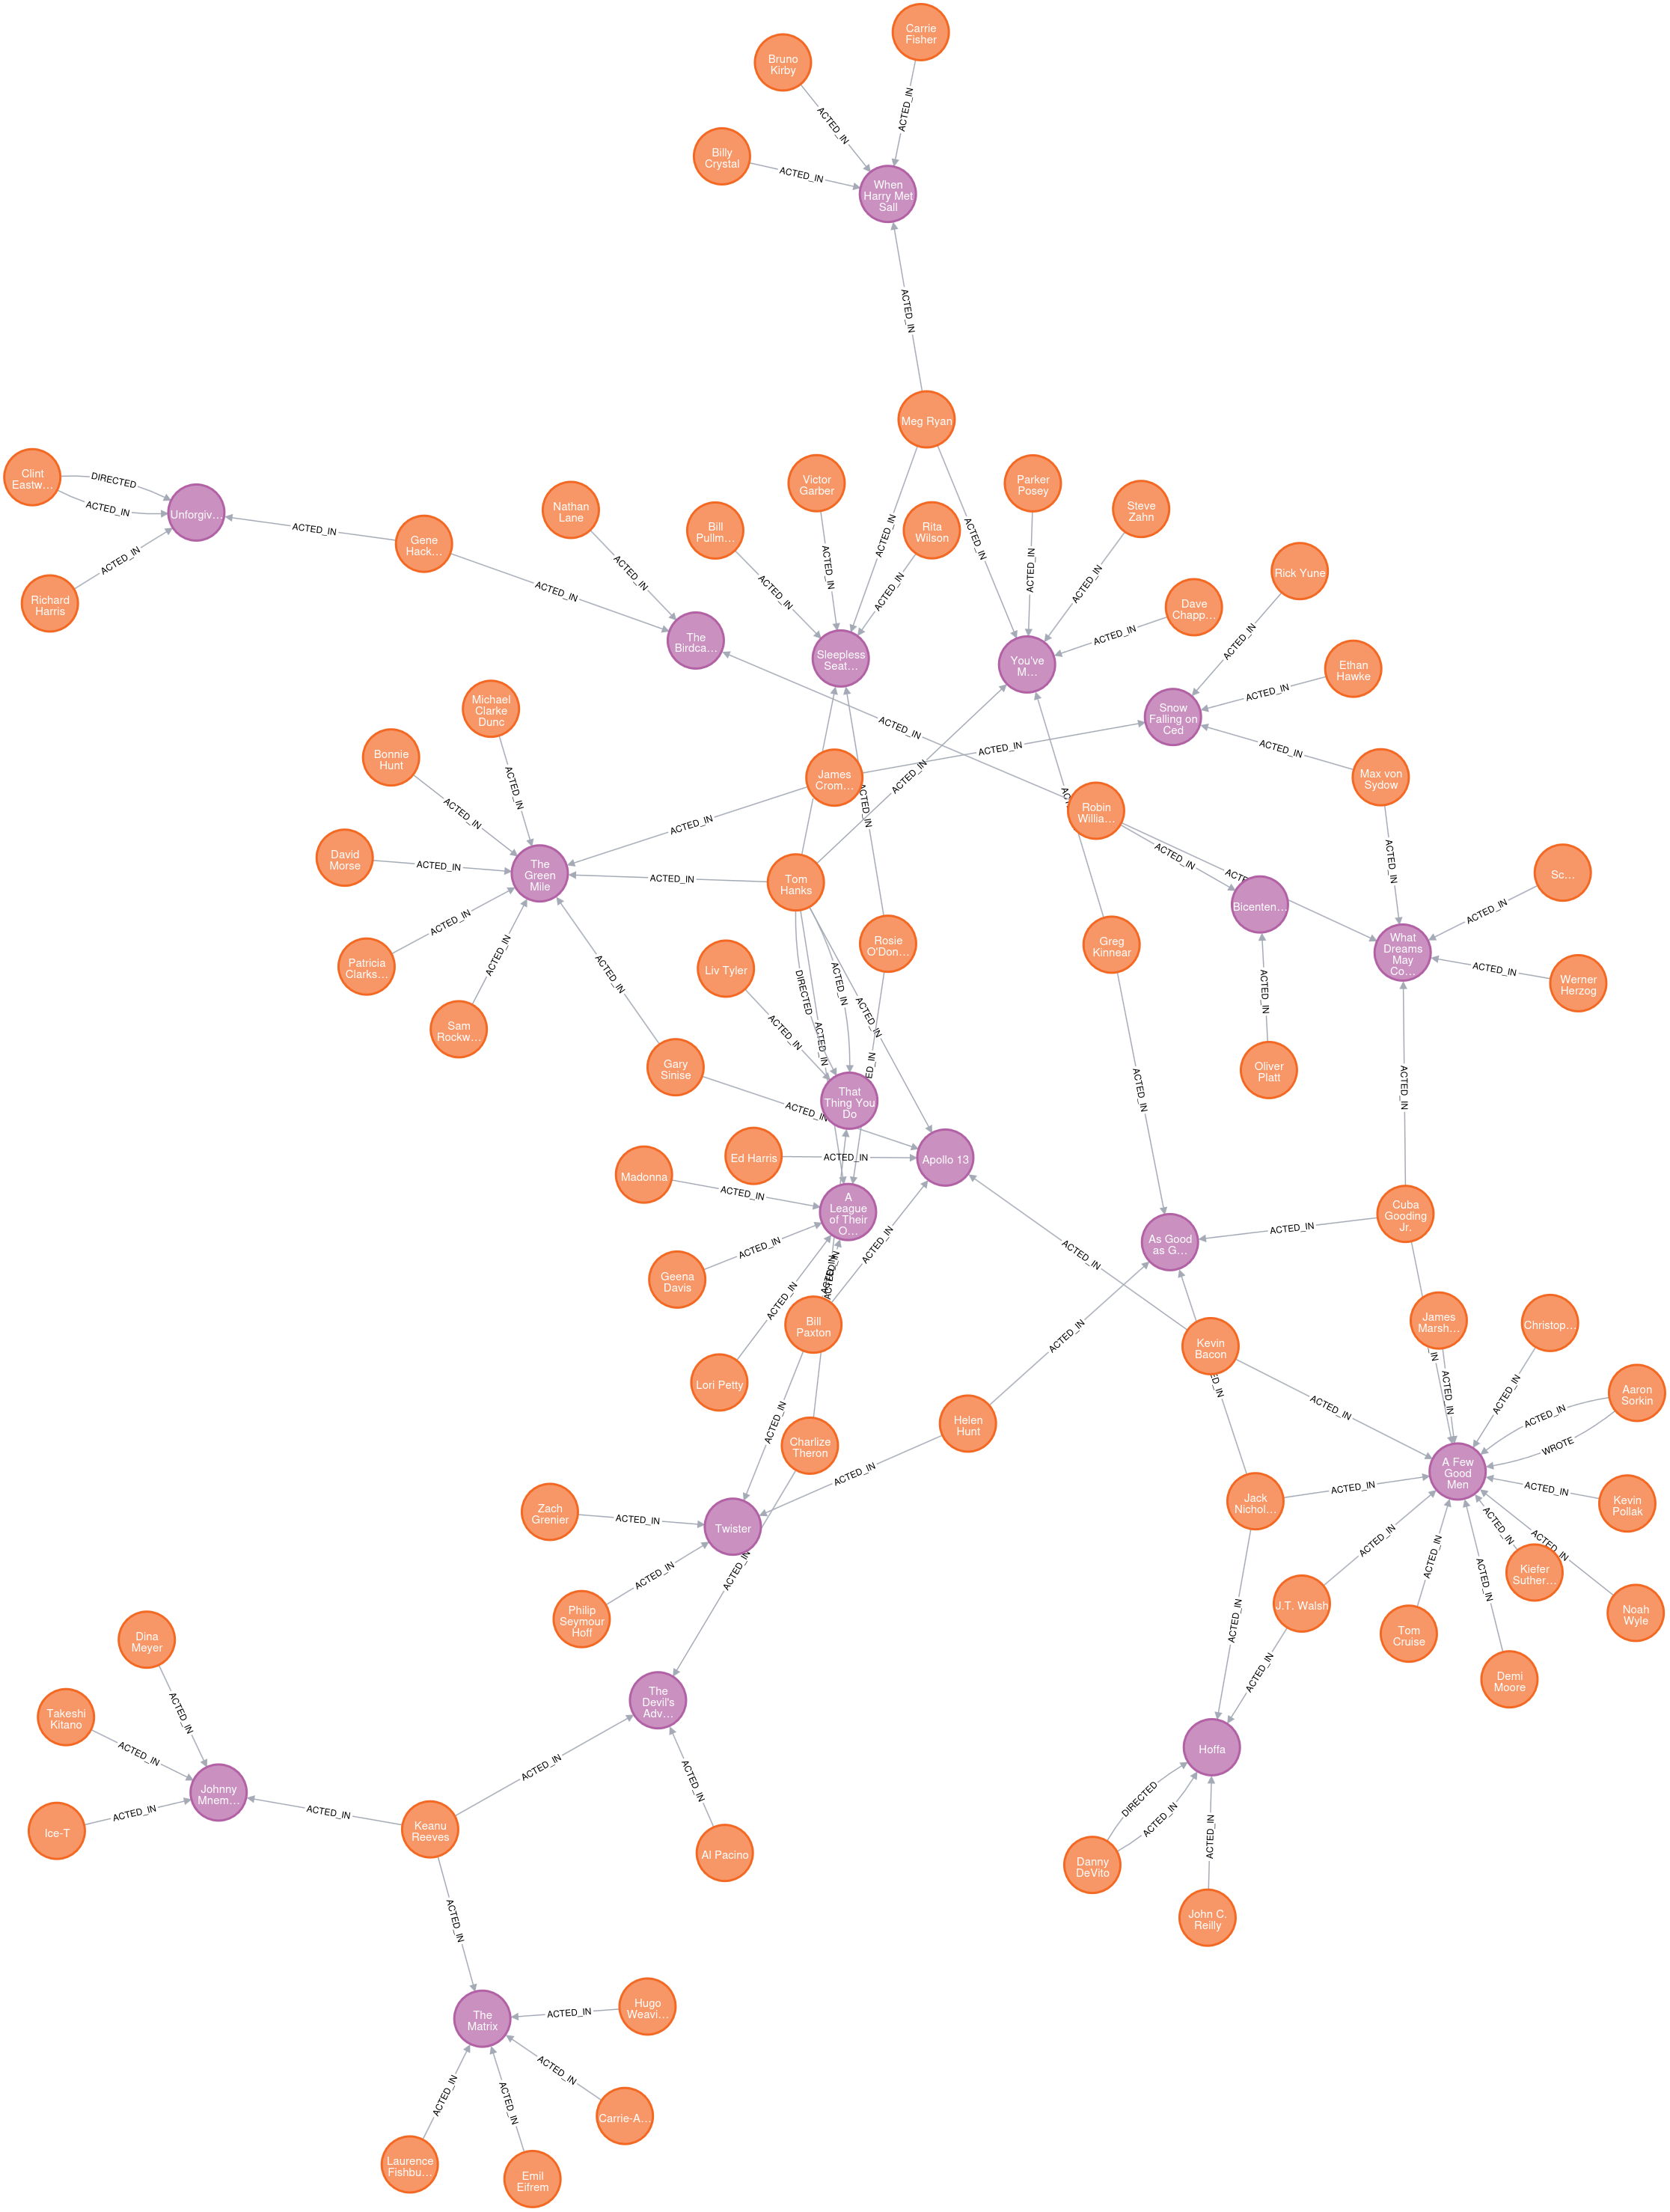 Carrie
Fisher
Bruno
Kirby
ACTED_IN
ACTED_IN
Billy
Crystal
ACTED_IN
When
Harry Met
Sall
ACTED_IN
Meg Ryan
Clint
Eastw…
DIRECTED
ACTED_IN
Unforgiv…
ACTED_IN
Richard
Harris
ACTED_IN
Gene
Hack…
ACTED_IN
Nathan
Lane
ACTED_IN
The
Birdca…
Bill
Pullm…
ACTED_IN
Victor
Garber
ACTED_IN
ACTED_IN
Rita
Wilson
ACTED_IN
Sleepless
Seat…
ACTED_IN
Parker
Posey
ACTED_IN
Steve
Zahn
ACTED_IN
Dave
Chapp…
ACTED_IN
You've
M…
Rick Yune
ACTED_IN
Ethan
Hawke
ACTED_IN
Snow
Falling on
Ced
ACTED_IN
Max von
Sydow
ACTED_IN
ACTED_IN
ACTED_IN
Michael
Clarke
Dunc
ACTED_IN
Bonnie
Hunt
ACTED_IN
James
Crom…
ACTED_IN
ACTED_IN
ACTED_IN
Robin
Willia…
ACTED_IN
David
Morse
ACTED_IN
The
Green
Mile
ACTED_IN
Tom
Hanks
Bicenten…
Sc…
ACTED_IN
Patricia
Clarks…
ACTED_IN
Sam
Rockw…
ACTED_IN
ACTED_IN
Liv Tyler
ACTED_IN
DIRECTED
ACTED_IN
ACTED_IN
ACTED_IN
Rosie
O'Don…
Greg
Kinnear
What
Dreams
May
Co…
ACTED_IN
Werner
Herzog
ACTED_IN
Oliver
Platt
Gary
Sinise
ACTED_IN
That
Thing You
Do
ACTED_IN
ACTED_IN
Ed Harris
ACTED_IN
Apollo 13
Madonna
ACTED_IN
A
League
of Their
O…
Geena
Davis
ACTED_IN
ACTED_IN
ACTED_IN
ACTED_IN
As Good
as G…
ACTED_IN
Cuba
Gooding
Jr.
Lori Petty
ACTED_IN
Bill
Paxton
ACTED_IN
ACTED_IN
Kevin
Bacon
ACTED_IN
James
Marsh…
ACTED_IN
Christop…
ACTED_IN
Aaron
Sorkin
ACTED_IN
WROTE
Charlize
Theron
ACTED_IN
Helen
Hunt
ACTED_IN
A Few
Good
Men
ACTED_IN
Kevin
Pollak
Zach
Grenier
ACTED_IN
Twister
Jack
Nichol…
ACTED_IN
ACTED_IN
ACTED_IN
ACTED_IN
ACTED_IN
ACTED_IN
Kiefer
Suther…
Philip
Seymour
Hoff
ACTED_IN
ACTED_IN
J.T. Walsh
Tom
Cruise
Noah
Wyle
Demi
Moore
ACTED_IN
ACTED_IN
Dina
Meyer
ACTED_IN
Takeshi
Kitano
ACTED_IN
The
Devil's
Adv…
Hoffa
Johnny
Mnem…
ACTED_IN
Ice-T
ACTED_IN
Keanu
Reeves
ACTED_IN
ACTED_IN
Al Pacino
DIRECTED
ACTED_IN
Danny
DeVito
ACTED_IN
John C.
Reilly
ACTED_IN
The
Matrix
ACTED_IN
Hugo
Weavi…
ACTED_IN
Carrie-A…
ACTED_IN
ACTED_IN
Laurence
Fishbu…
Emil
Eifrem